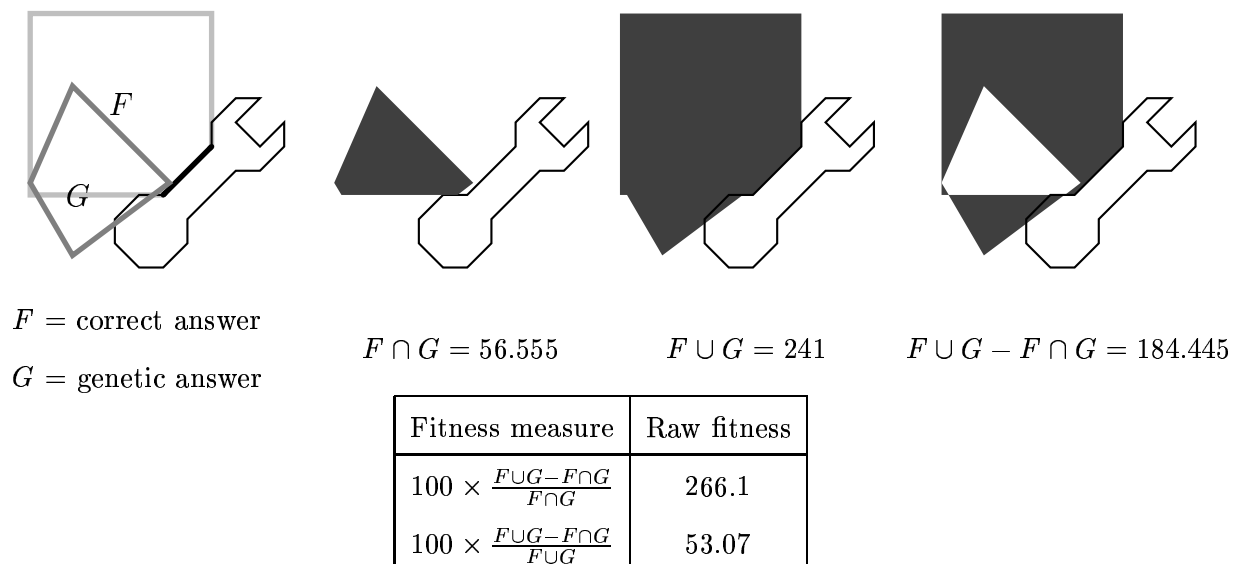 F
G
F = correct answer
G = genetic answer
F ∩ G = 56.555
F ∪ G = 241
F ∪ G − F ∩ G = 184.445
Fitness measure Raw fitness
100 × (F∪G−F∩G)/(F∩G) 266.1
100 × (F∪G−F∩G)/(F∪G) 53.07